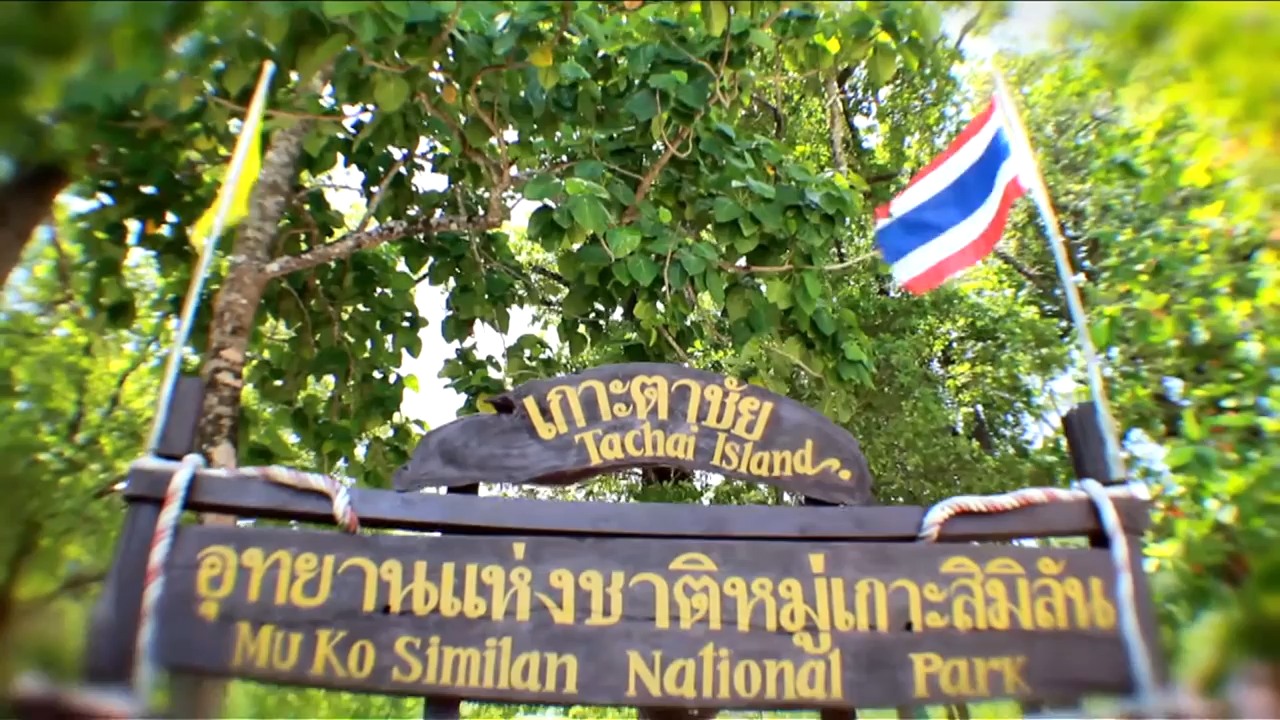 เกาะตาชัย
Tachai Island
อุทยานแห่งชาติหมู่เกาะสิมิลัน
Mu Ko Similan National Park